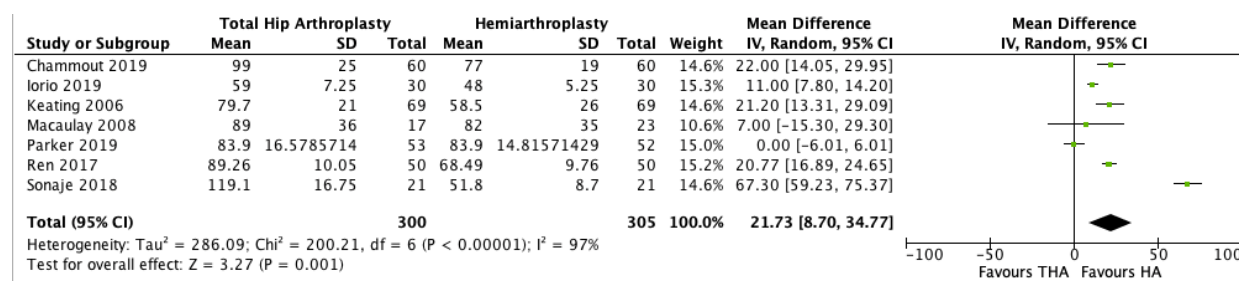 Total Hip Arthroplasty Hemiarthroplasty Mean Difference Mean Difference
Study or Subgroup Mean SD Total Mean SD Total Weight IV, Random, 95% CI IV, Random, 95% CI
Chammout 2019 99 25 60 77 19 60 14.6% 22.00 [14.05, 29.95]
Iorio 2019 59 7.25 30 48 5.25 30 15.3% 11.00 [7.80, 14.20]
Keating 2006 79.7 21 69 58.5 26 69 14.6% 21.20 [13.31, 29.09]
Macaulay 2008 89 36 17 82 35 23 10.6% 7.00 [-15.30, 29.30]
Parker 2019 83.9 16.5785714 53 83.9 14.81571429 52 15.0% 0.00 [-6.01, 6.01]
Ren 2017 89.26 10.05 50 68.49 9.76 50 15.2% 20.77 [16.89, 24.65]
Sonaje 2018 119.1 16.75 21 51.8 8.7 21 14.6% 67.30 [59.23, 75.37]
Total (95% CI) 300 305 100.0% 21.73 [8.70, 34.77]
Heterogeneity: Tau² = 286.09; Chi² = 200.21, df = 6 (P < 0.00001); I² = 97%
Test for overall effect: Z = 3.27 (P = 0.001)
-100 -50 0 50 100
Favours THA Favours HA